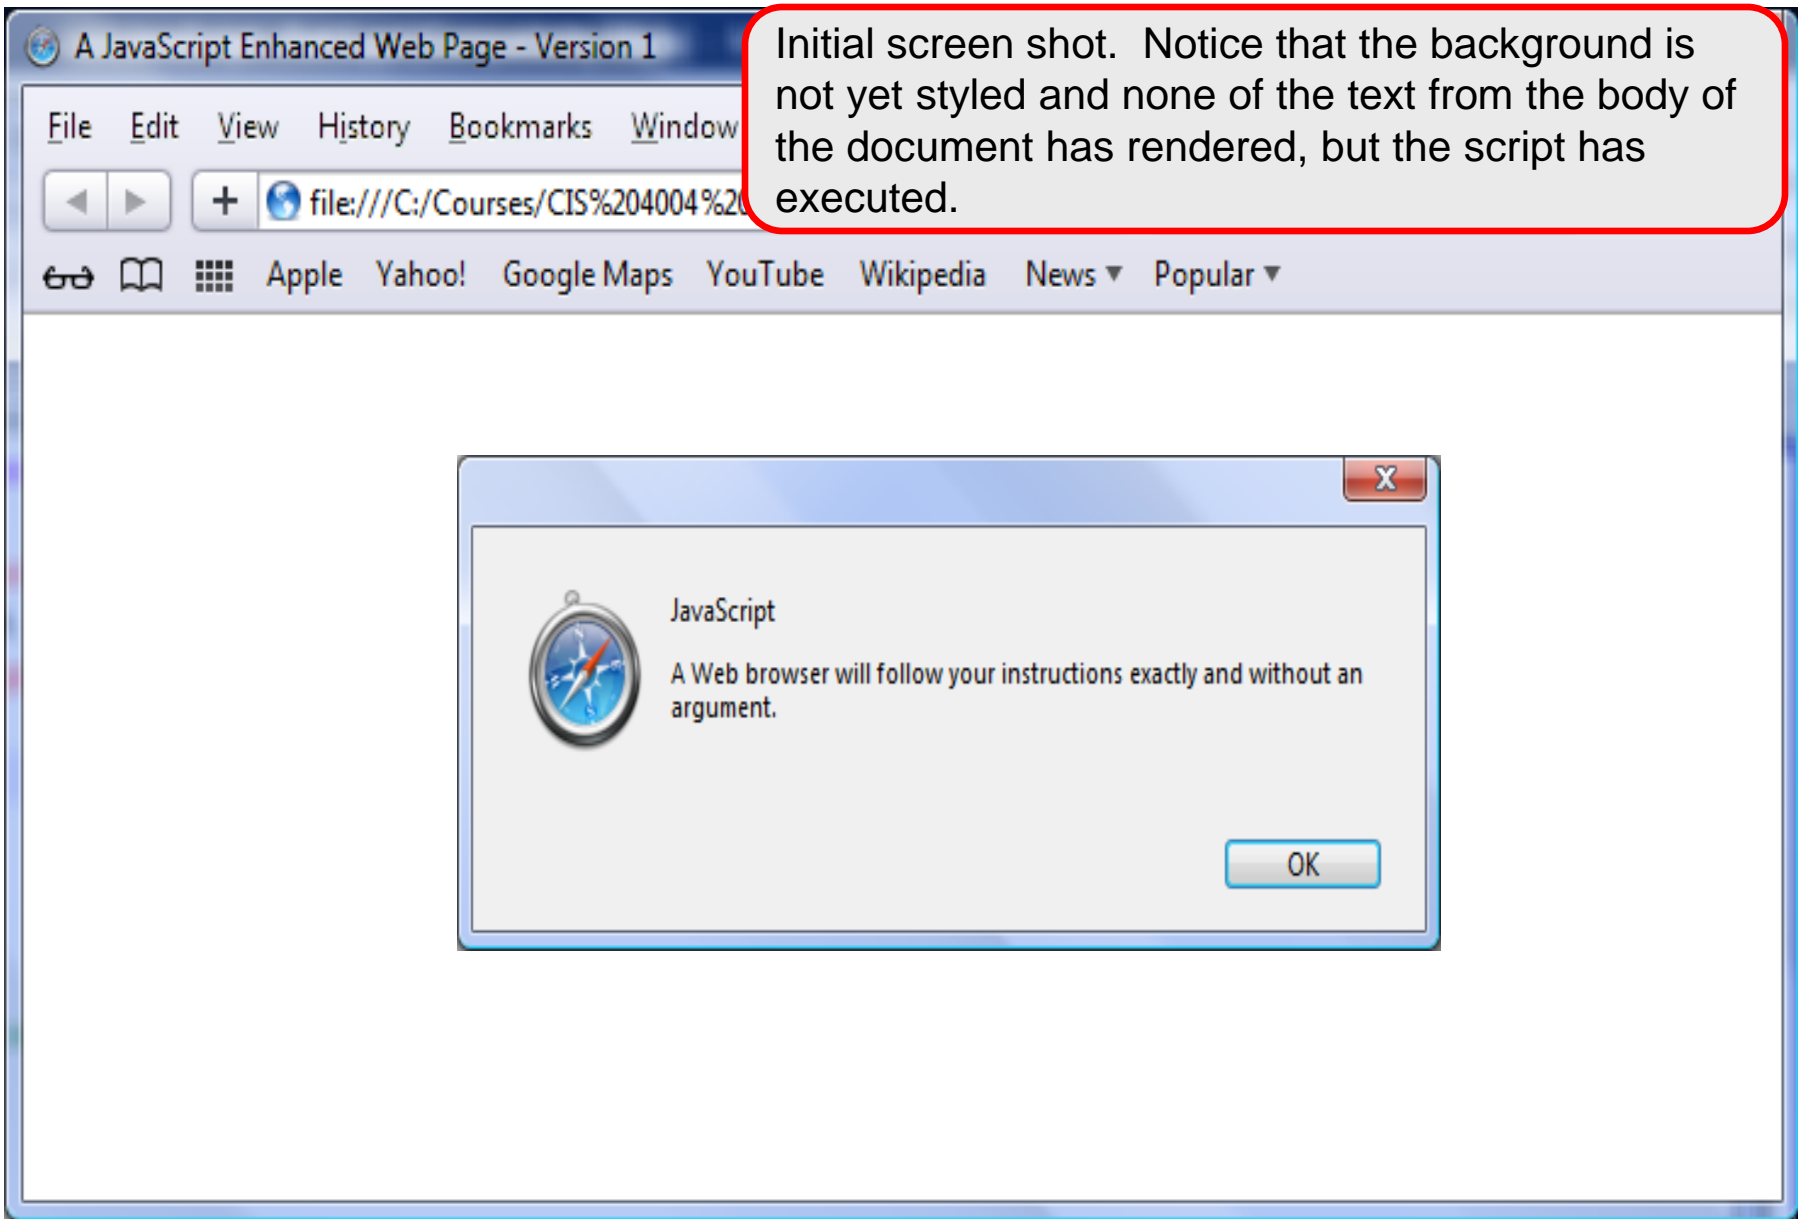 A JavaScript Enhanced Web Page - Version 1
Initial screen shot.  Notice that the background is
not yet styled and none of the text from the body of
the document has rendered, but the script has
executed.
File Edit View History Bookmarks Window
file:///C:/Courses/CIS%204004%20
Apple Yahoo! Google Maps YouTube Wikipedia News ▾ Popular ▾
X
JavaScript
A Web browser will follow your instructions exactly and without an
argument.
OK